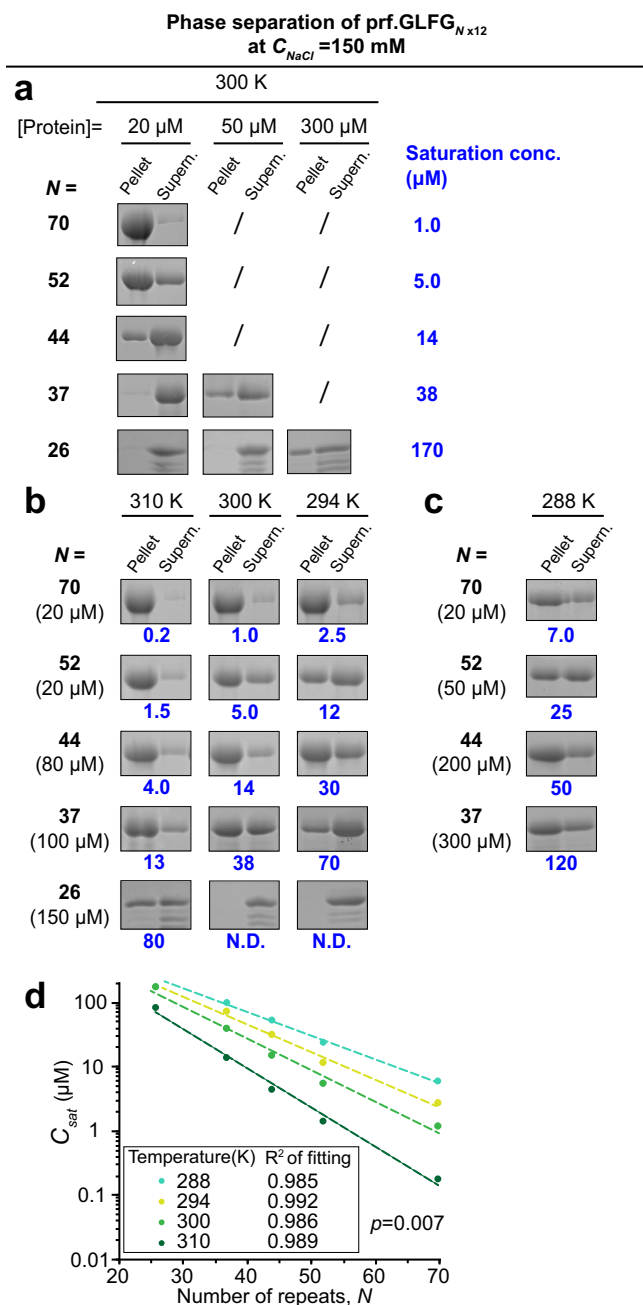 Phase separation of prf.GLFG N x12
at C NaCl =150 mM
a
300 K
[Protein]= 20 µM 50 µM 300 µM
Saturation conc.
(µM)
N = Pellet Supern. Pellet Supern. Pellet Supern.
70 / / 1.0
52 / / 5.0
44 / / 14
37 / 38
26 170
b
310 K 300 K 294 K
N = Pellet Supern. Pellet Supern. Pellet Supern.
70
(20 µM)
0.2 1.0 2.5
52
(20 µM)
1.5 5.0 12
44
(80 µM)
4.0 14 30
37
(100 µM)
13 38 70
26
(150 µM)
80 N.D. N.D.
c
288 K
N = Pellet Supern.
70
(20 µM)
7.0
52
(50 µM)
25
44
(200 µM)
50
37
(300 µM)
120
d
C sat (µM)
100
10
1
0.1
0.01
Temperature(K) R² of fitting
288 0.985
294 0.992
300 0.986
310 0.989
p=0.007
20 30 40 50 60 70
Number of repeats, N